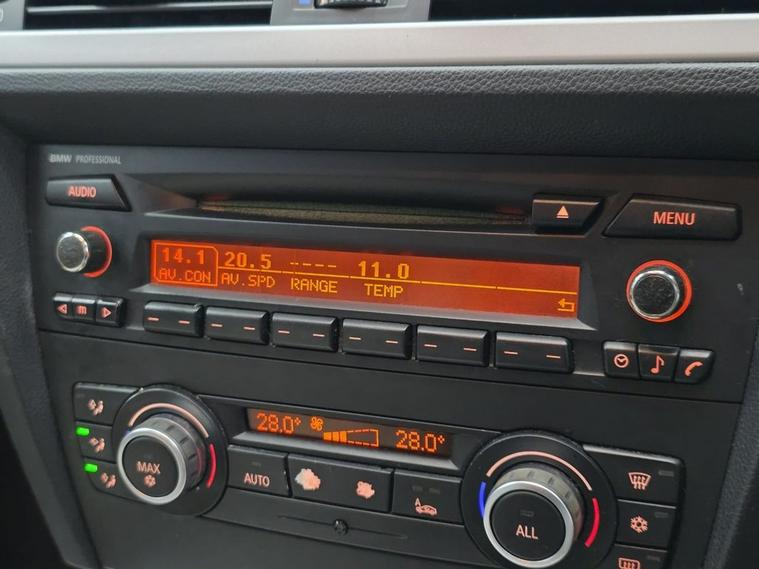 BMW PROFESSIONAL
AUDIO
MENU
14.1 20.5 ---- 11.0
AV.CON AV.SPD RANGE TEMP
m
28.0° 28.0°
MAX
AUTO
A
ALL